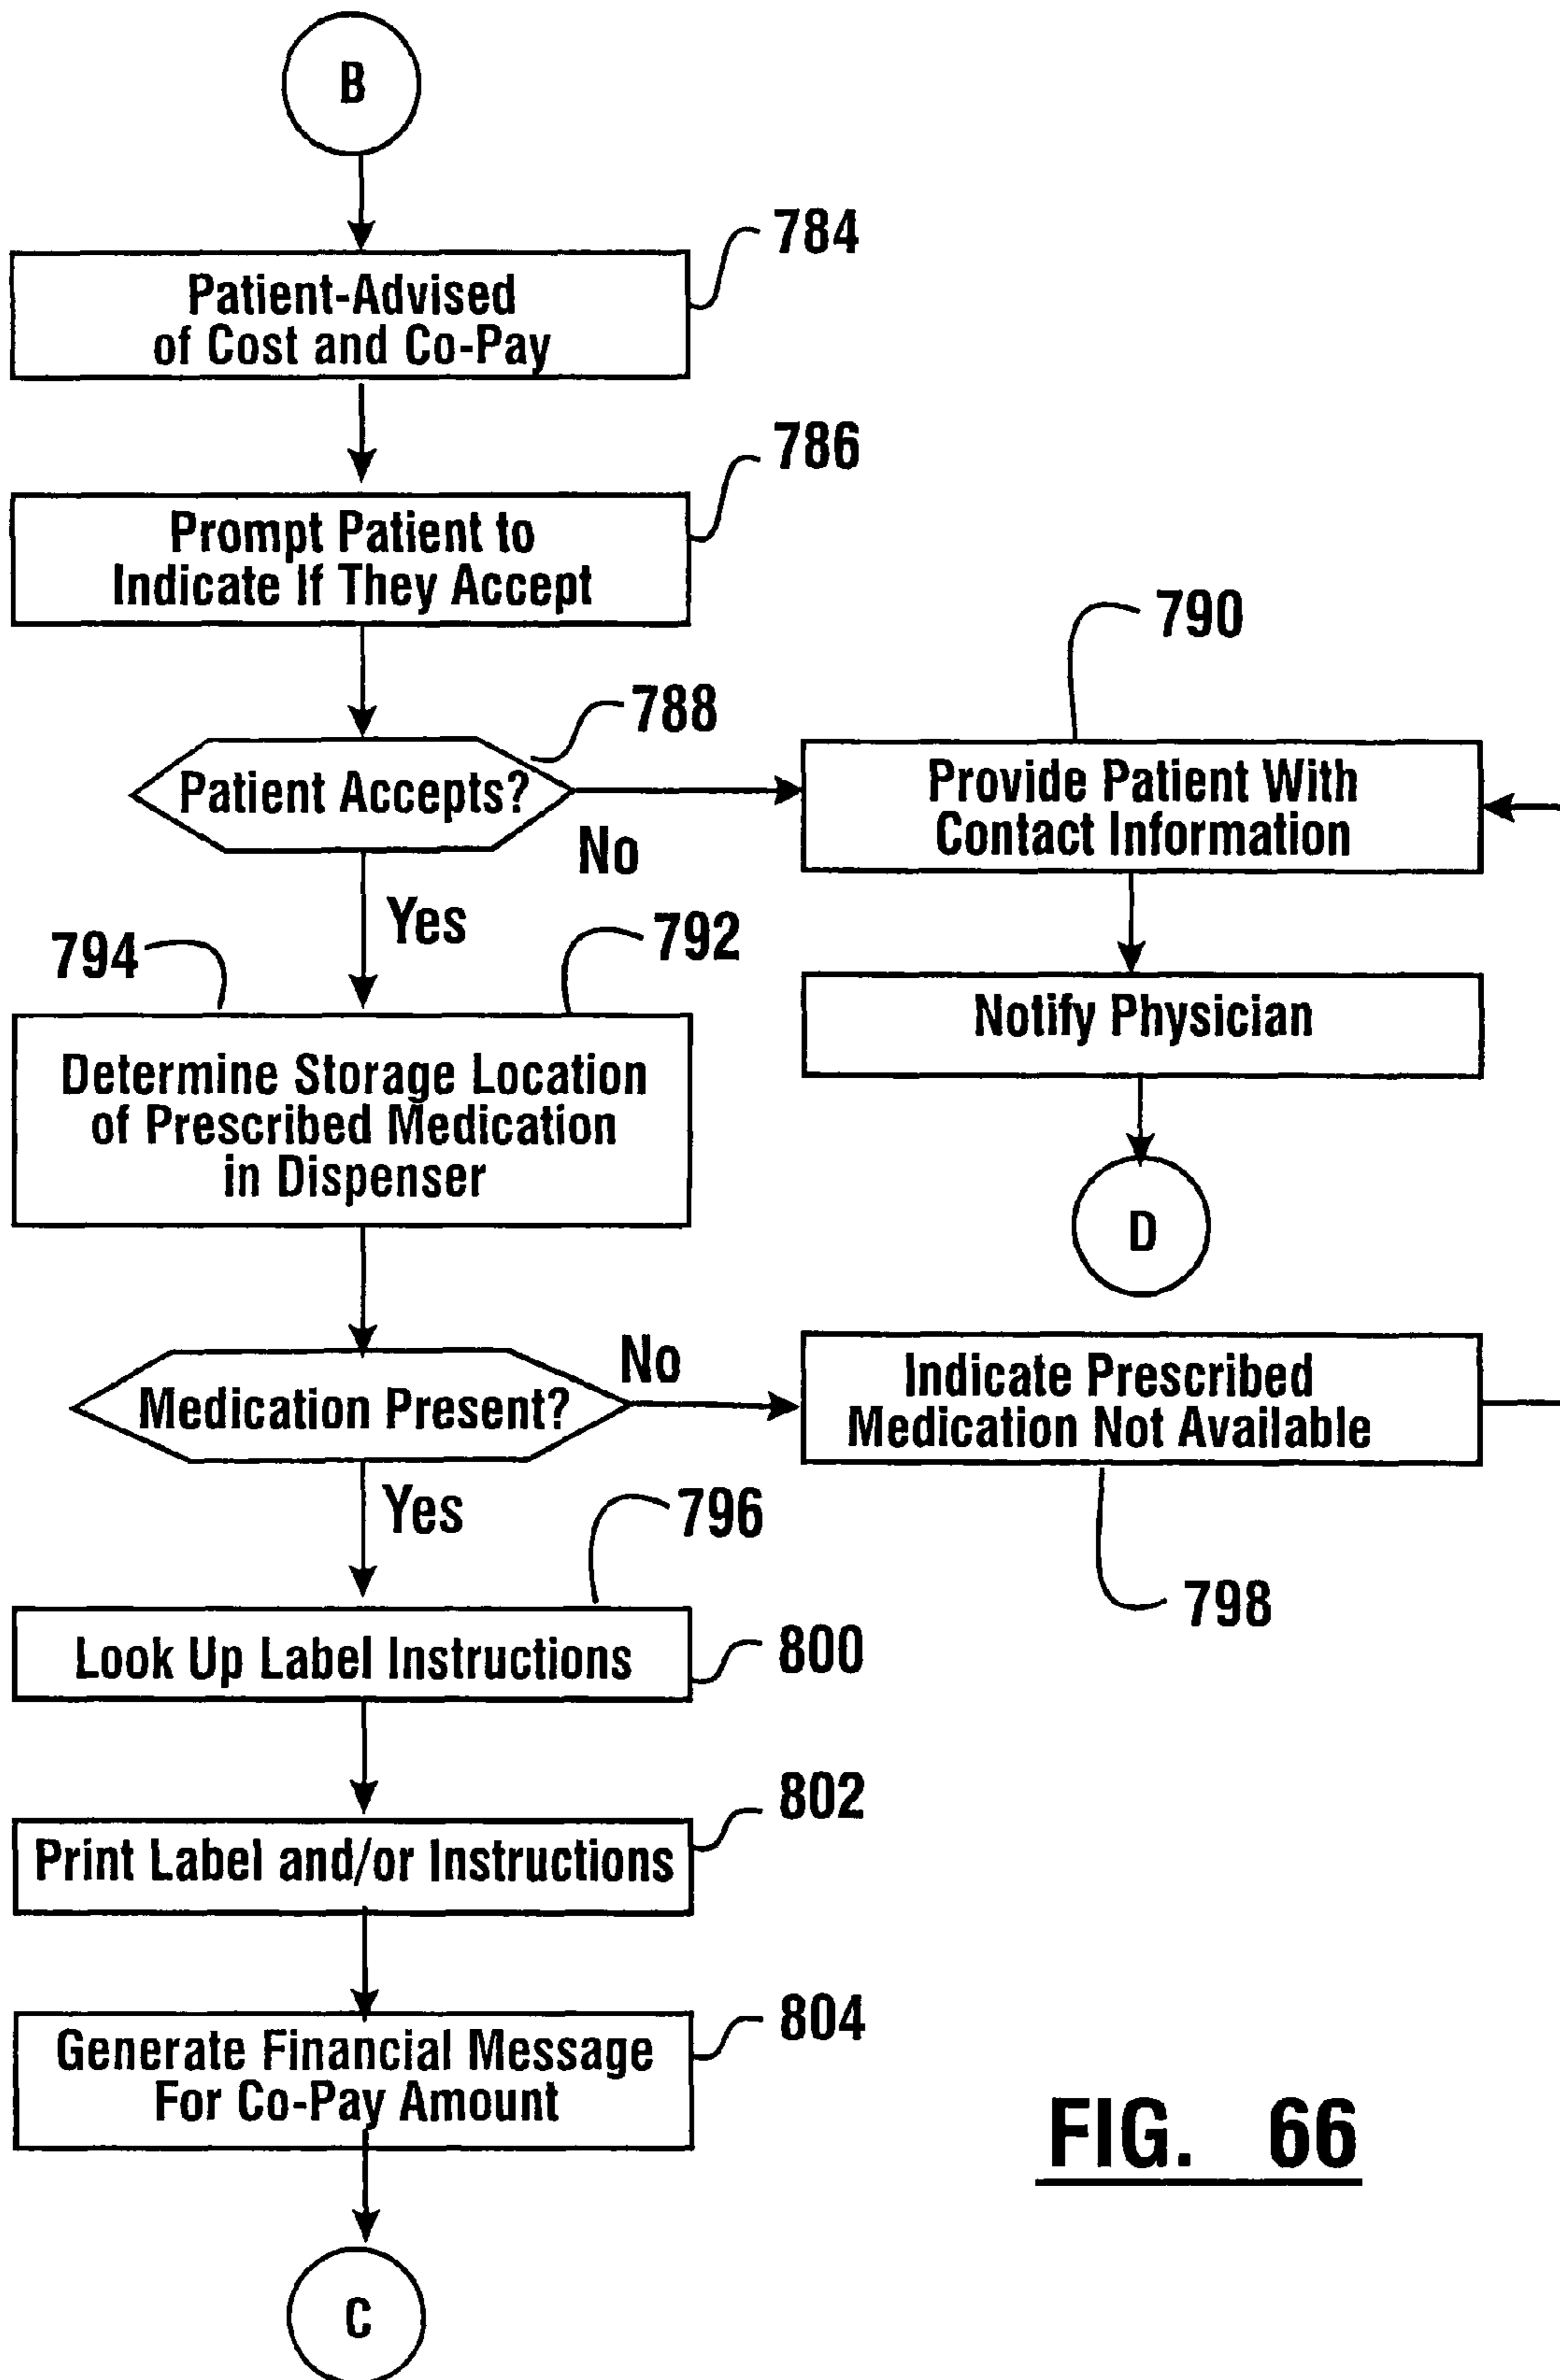 B
784
Patient-Advised
of Cost and Co-Pay
786
Prompt Patient to
Indicate If They Accept
790
788
Patient Accepts?
No
Provide Patient With
Contact Information
Yes
794
792
Notify Physician
Determine Storage Location
of Prescribed Medication
in Dispenser
D
Medication Present?
No
Indicate Prescribed
Medication Not Available
Yes
796
798
Look Up Label Instructions
800
802
Print Label and/or Instructions
804
Generate Financial Message
For Co-Pay Amount
FIG. 66
C